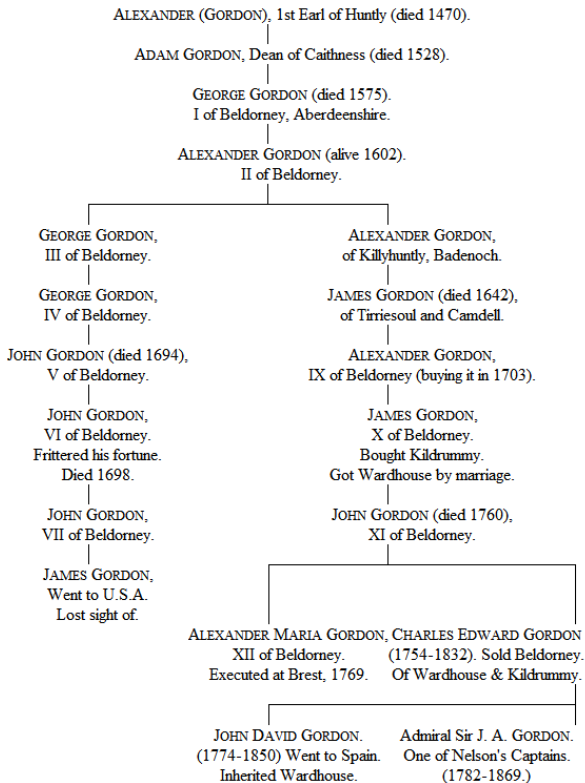 ALEXANDER (GORDON), 1st Earl of Huntly (died 1470).
ADAM GORDON, Dean of Caithness (died 1528).
GEORGE GORDON (died 1575).
I of Beldorney, Aberdeenshire.
ALEXANDER GORDON (alive 1602).
II of Beldorney.
GEORGE GORDON,
III of Beldorney.
GEORGE GORDON,
IV of Beldorney.
JOHN GORDON (died 1694),
V of Beldorney.
JOHN GORDON,
VI of Beldorney.
Frittered his fortune.
Died 1698.
JOHN GORDON,
VII of Beldorney.
JAMES GORDON,
Went to U.S.A.
Lost sight of.
ALEXANDER GORDON,
of Killyhuntly, Badenoch.
JAMES GORDON (died 1642),
of Tirriesoul and Camdell.
ALEXANDER GORDON,
IX of Beldorney (buying it in 1703).
JAMES GORDON,
X of Beldorney.
Bought Kildrummy.
Got Wardhouse by marriage.
JOHN GORDON (died 1760),
XI of Beldorney.
ALEXANDER MARIA GORDON,
XII of Beldorney.
Executed at Brest, 1769.
CHARLES EDWARD GORDON
(1754-1832). Sold Beldorney.
Of Wardhouse & Kildrummy.
JOHN DAVID GORDON.
(1774-1850) Went to Spain.
Inherited Wardhouse.
Admiral Sir J. A. GORDON.
One of Nelson's Captains.
(1782-1869.)